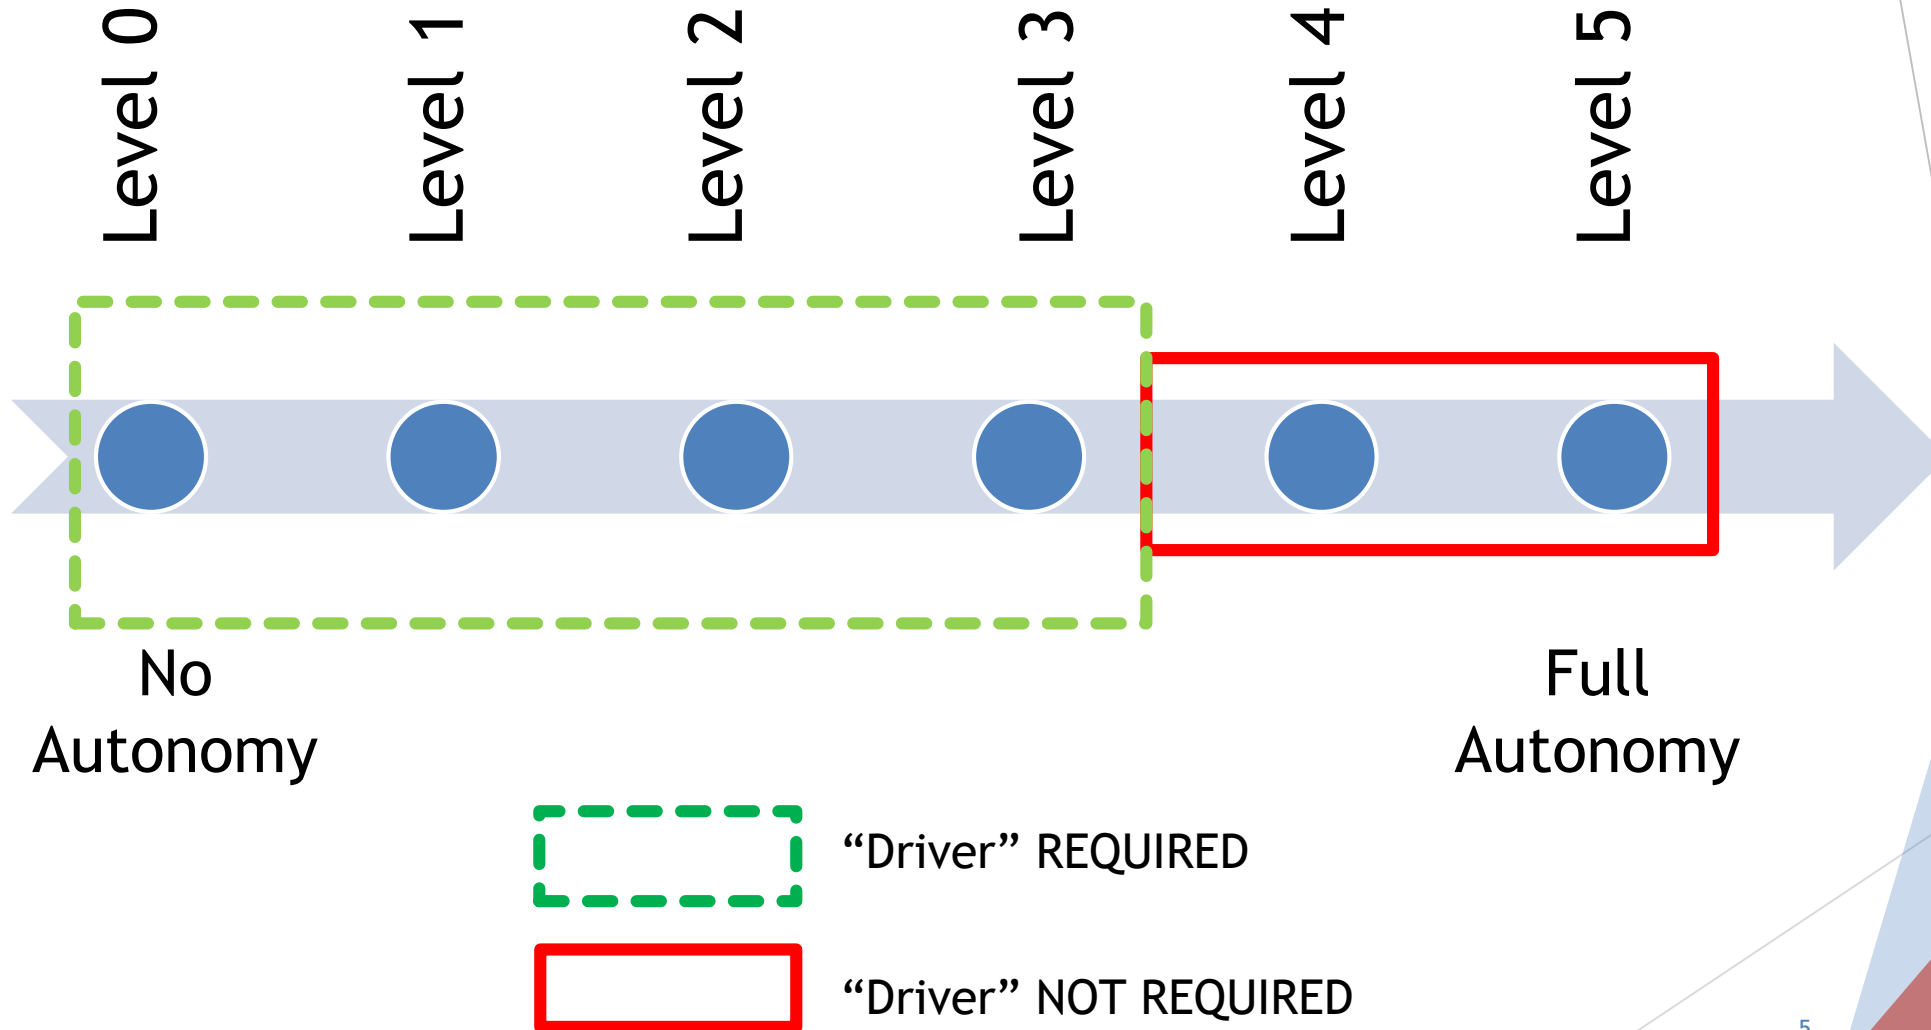 Level 0
Level 1
Level 2
Level 3
Level 4
Level 5
No
Autonomy
Full
Autonomy
“Driver” REQUIRED
“Driver” NOT REQUIRED
5